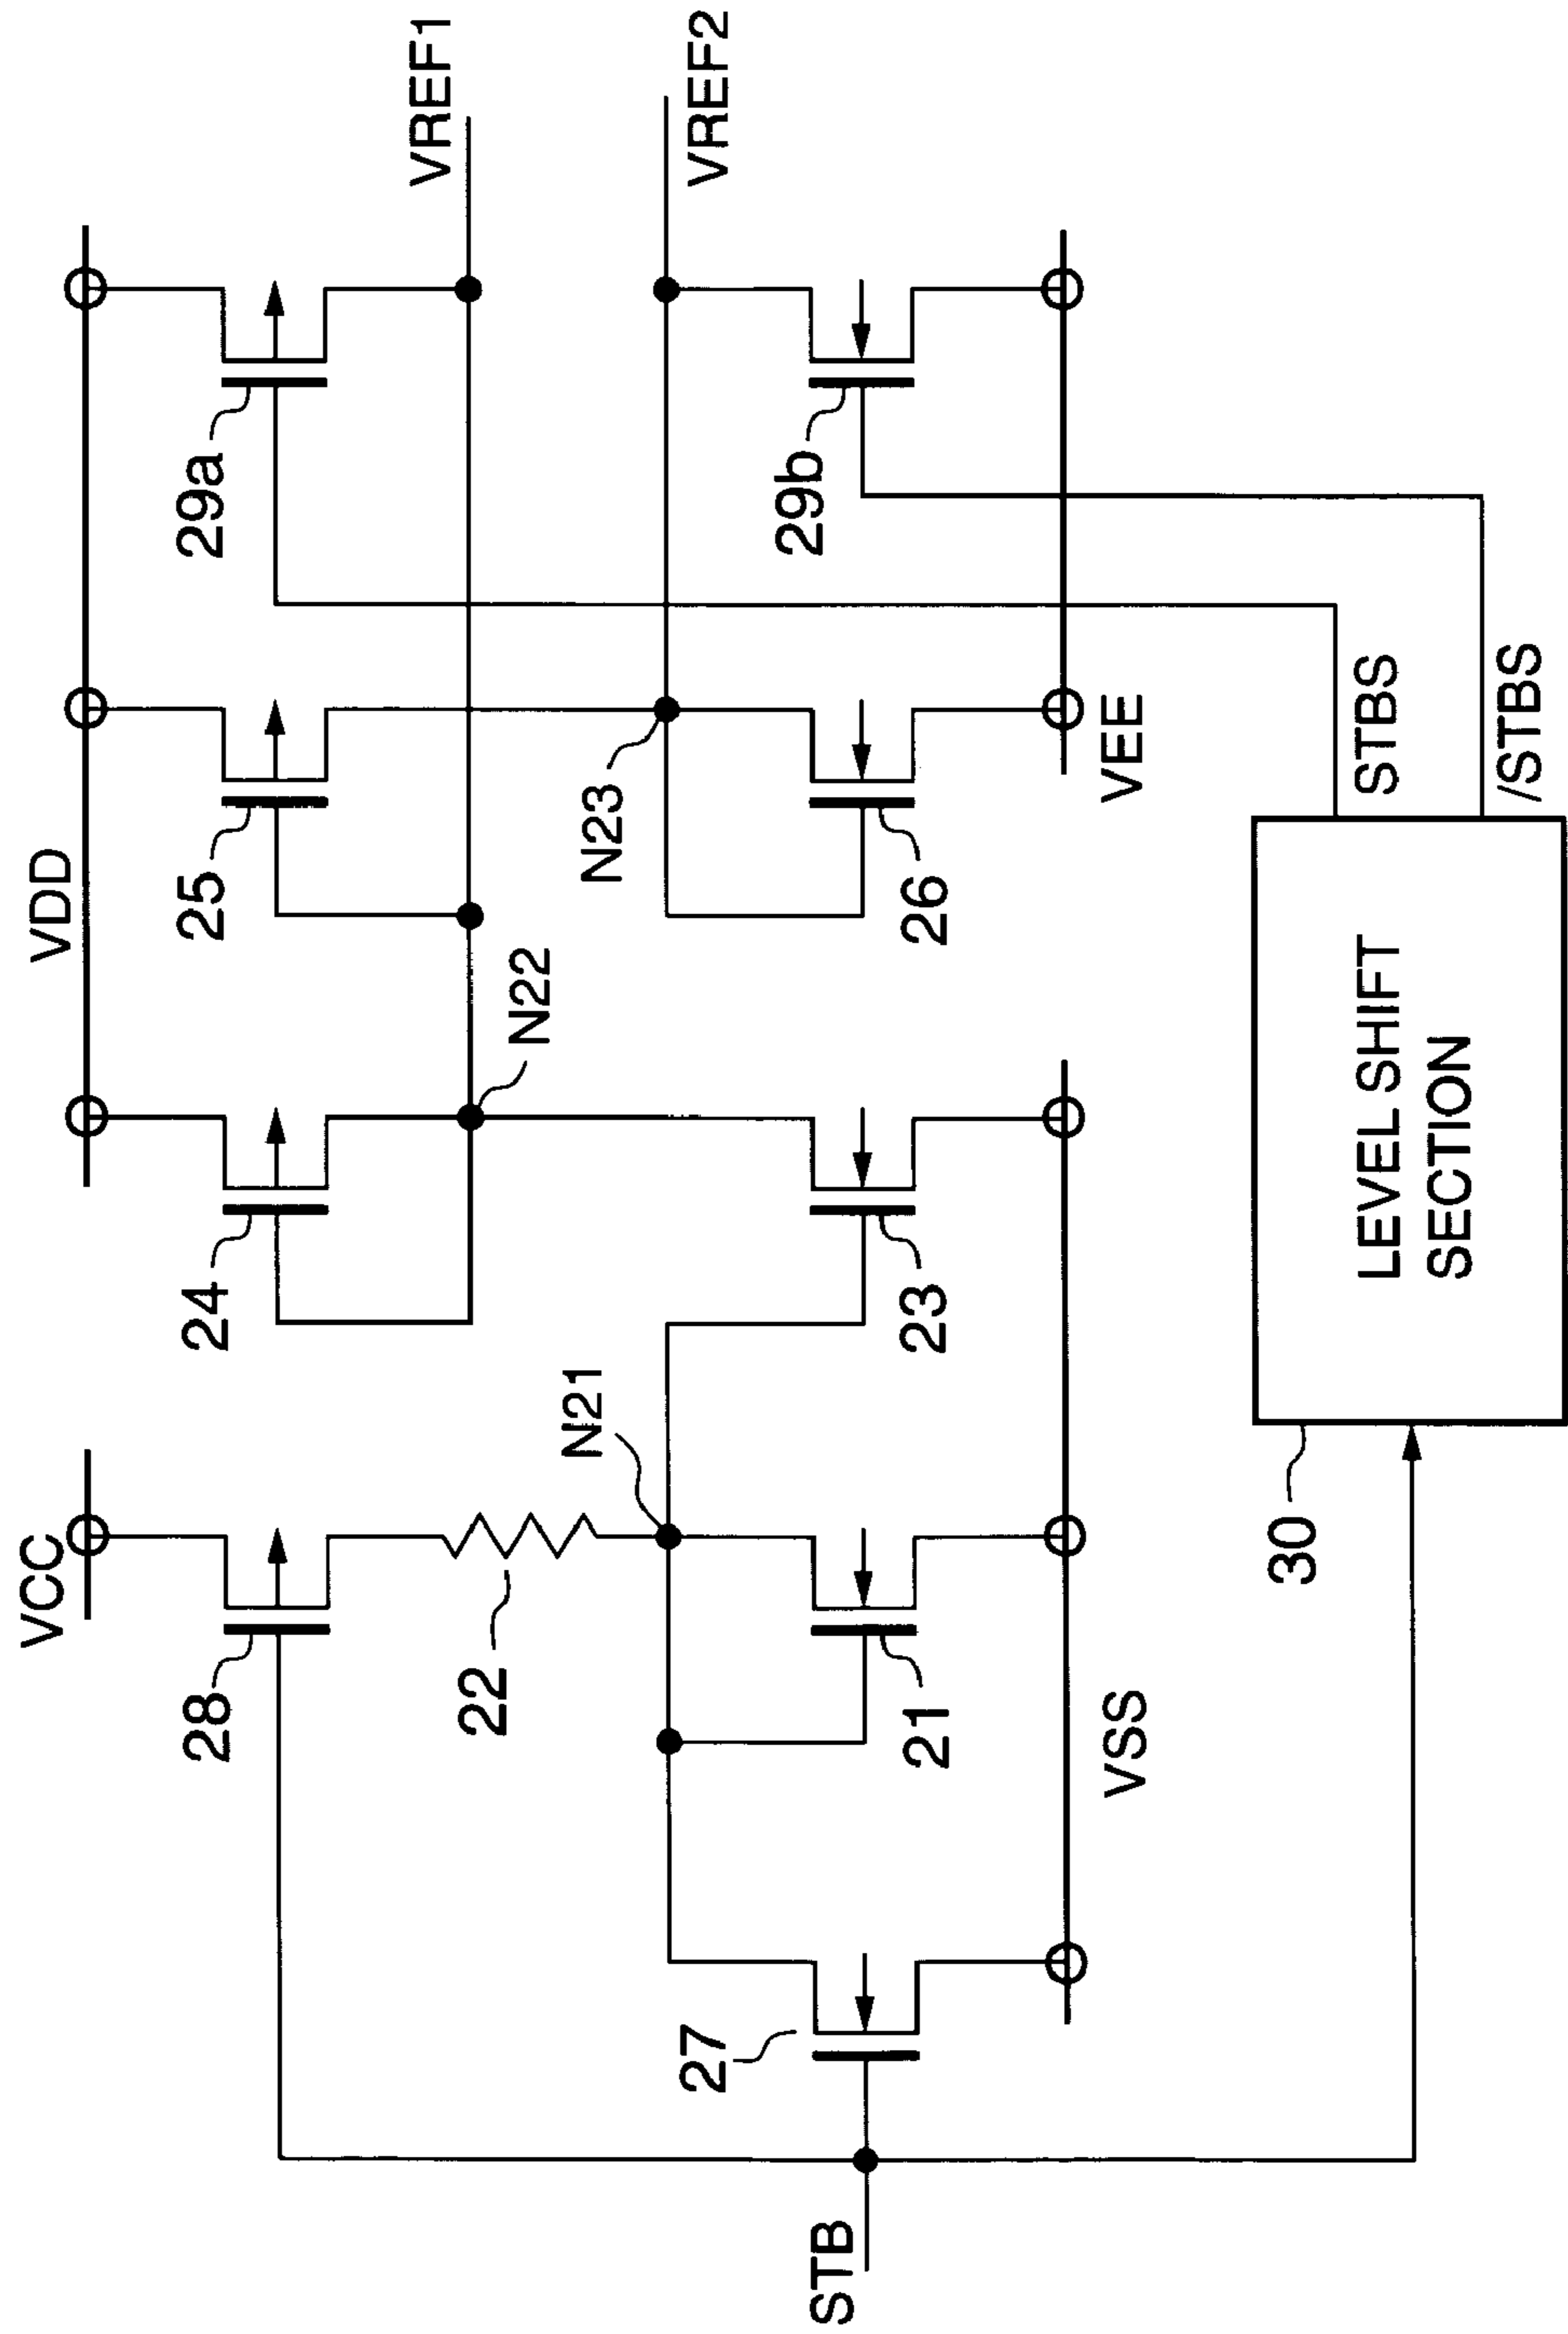 VCC
VDD
VREF1
VREF2
28
24
25
29a
22
N21
N22
N23
27
21
23
26
29b
STB
VSS
VEE
30
LEVEL SHIFT
SECTION
STBS
/STBS